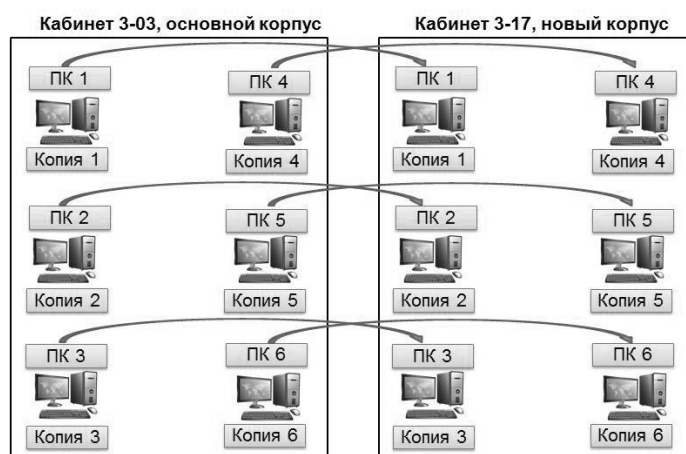 Кабинет 3-03, основной корпус
Кабинет 3-17, новый корпус
ПК 1
ПК 4
ПК 1
ПК 4
Копия 1
Копия 4
Копия 1
Копия 4
ПК 2
ПК 5
ПК 2
ПК 5
Копия 2
Копия 5
Копия 2
Копия 5
ПК 3
ПК 6
ПК 3
ПК 6
Копия 3
Копия 6
Копия 3
Копия 6